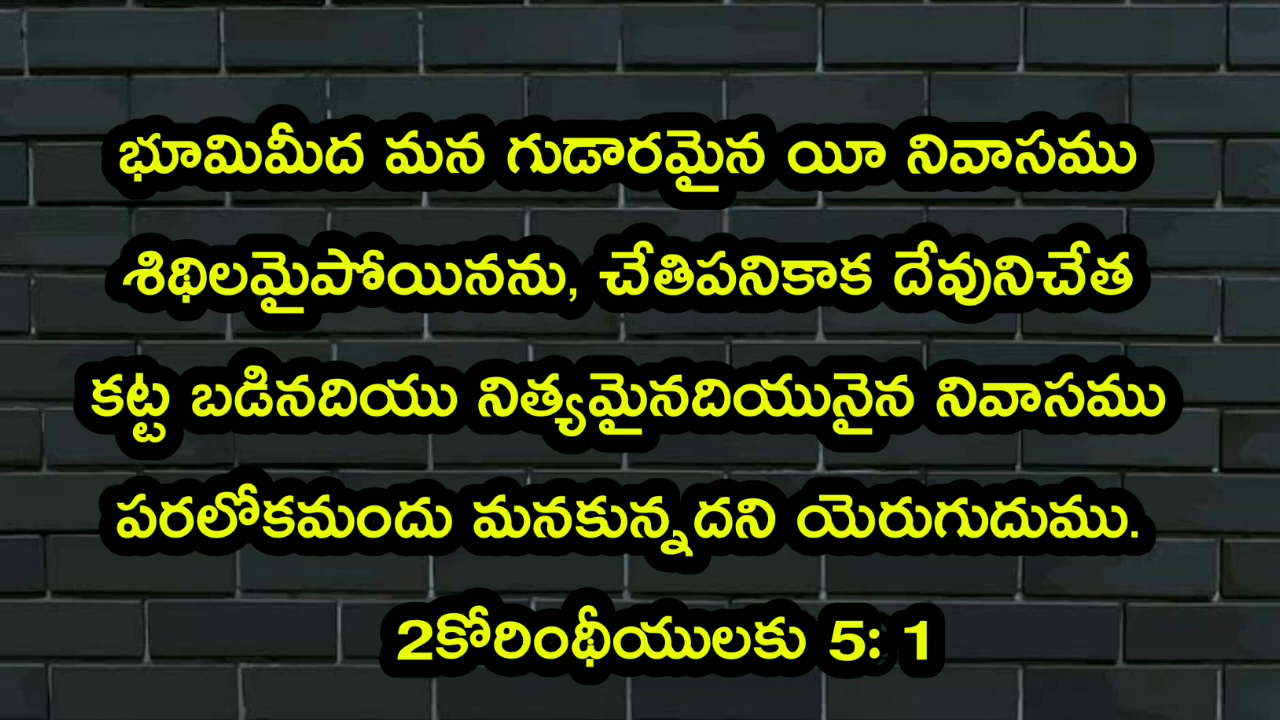 భూమిమీద మన గుడారమైన యీ నివాసము
శిథిలమైపోయినను, చేతిపనికాక దేవునిచేత
కట్ట బడినదియు నిత్యమైనదియునైన నివాసము
పరలోకమందు మనకున్నదని యెరుగుదుము.
2కోరింథీయులకు 5: 1